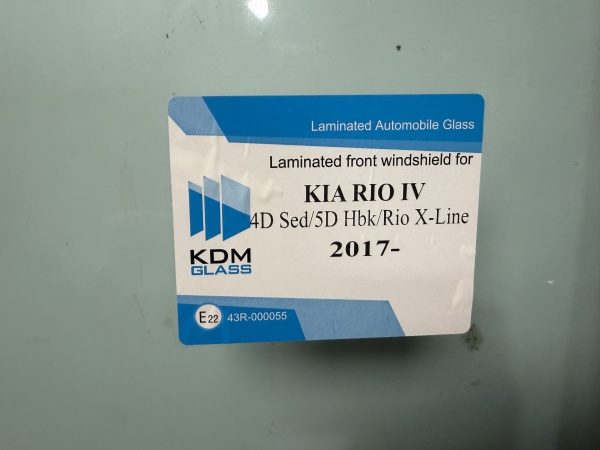 Laminated Automobile Glass
Laminated front windshield for
KIA RIO IV
4D Sed/5D Hbk/Rio X-Line
2017-
KDM
GLASS
E22 43R-000055